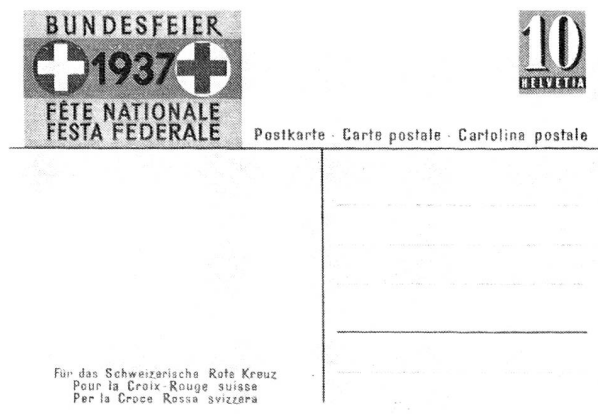 BUNDESFEIER
1937
FÊTE NATIONALE
FESTA FEDERALE
10
HELVETIA
Postkarte - Carte postale - Cartolina postale
Für das Schweizerische Rote Kreuz
Pour la Croix-Rouge suisse
Per la Croce Rossa svizzera